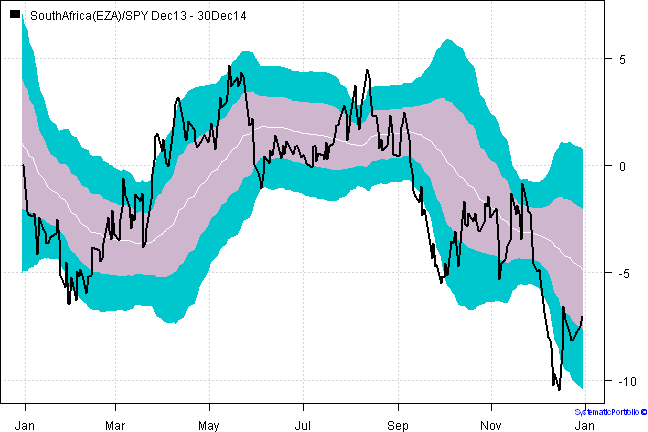 SouthAfrica(EZA)/SPY Dec13 - 30Dec14
5
0
-5
-10
Jan Mar May Jul Sep Nov Jan
SystematicPortfolio ©